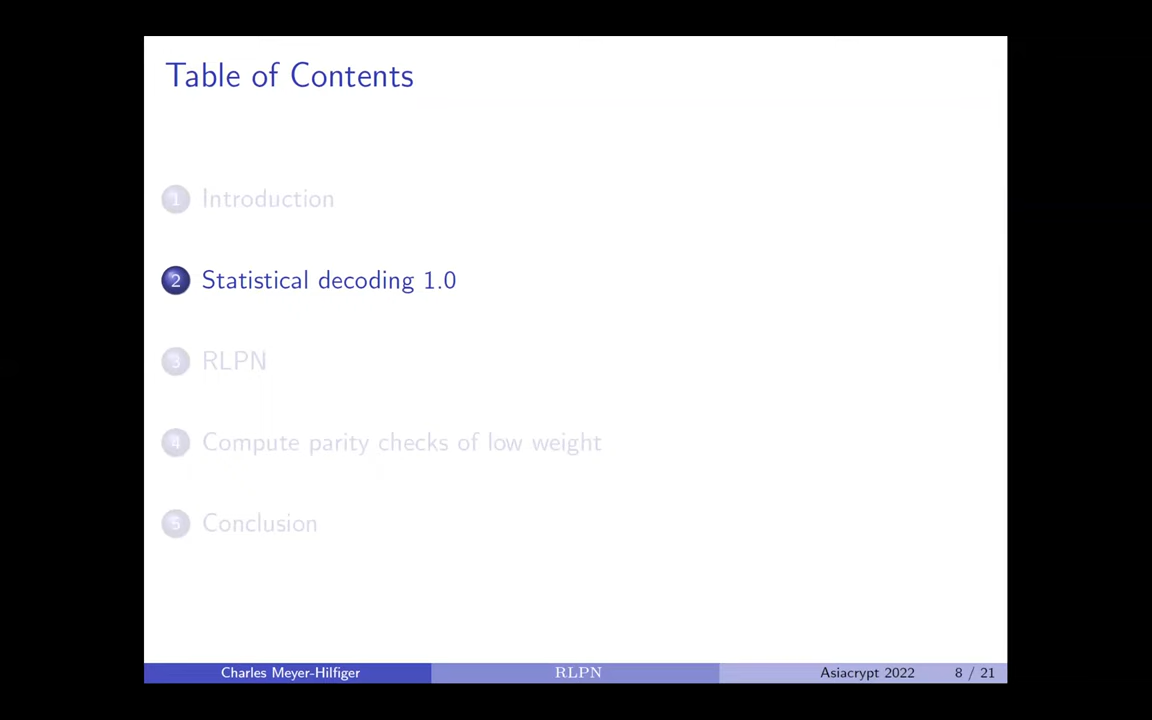 Table of Contents
1 Introduction
2 Statistical decoding 1.0
3 RLPN
4 Compute parity checks of low weight
5 Conclusion
Charles Meyer-Hilfiger RLPN Asiacrypt 2022 8 / 21